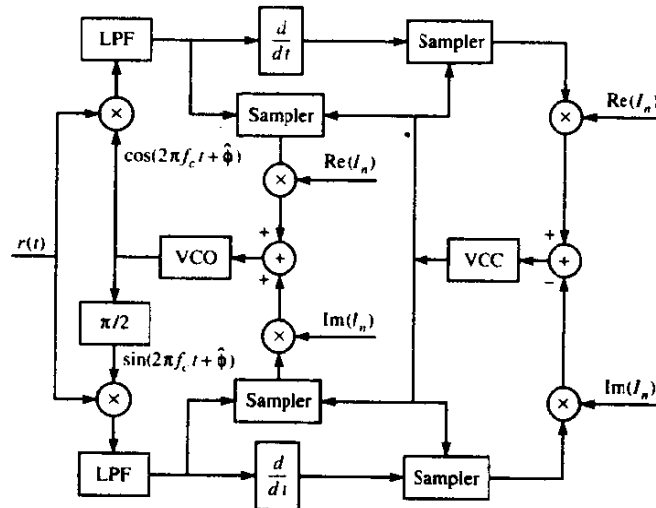 LPF
d
dt
Sampler
Sampler
Re(I_n)
cos(2πf_c t + φ̂)
Re(I_n)
r(t)
+
+
+
VCO
VCC
+
+
−
π/2
Im(I_n)
sin(2πf_c t + φ̂)
Im(I_n)
Sampler
LPF
d
dt
Sampler